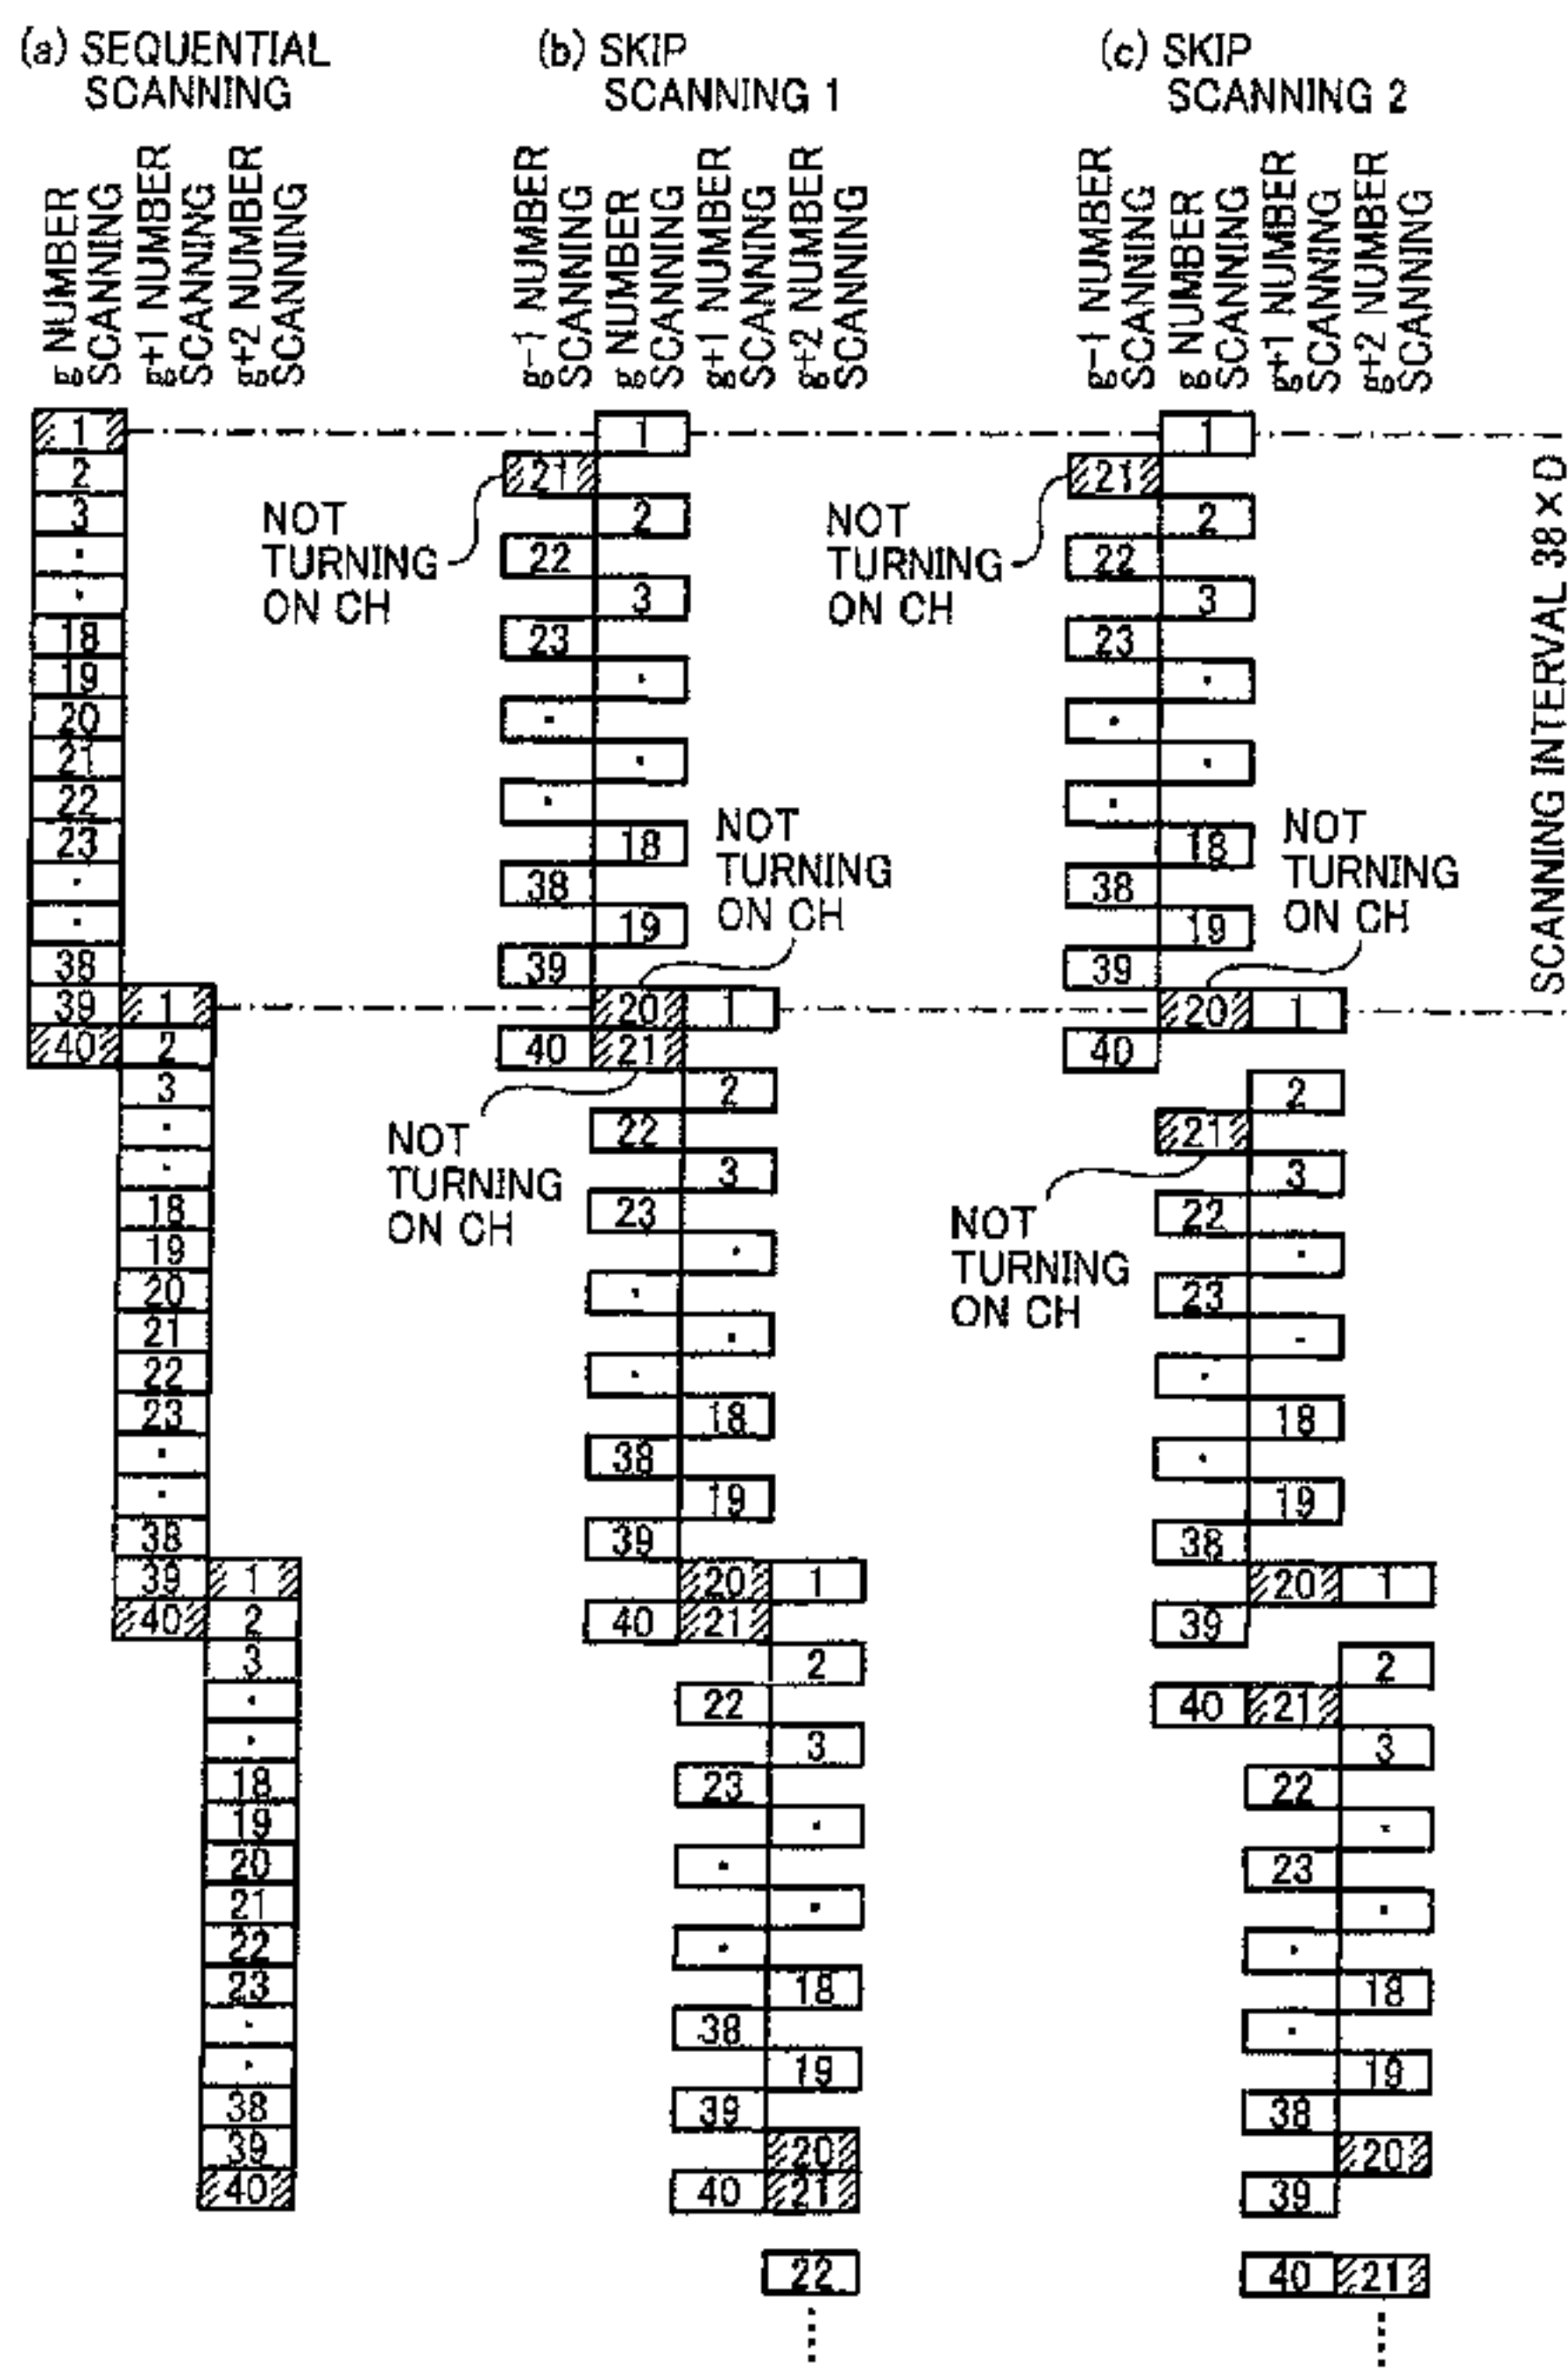 (a) SEQUENTIAL
SCANNING
g NUMBER
SCANNING
g+1 NUMBER
SCANNING
g+2 NUMBER
SCANNING
1
2
3
18
19
20
21
22
23
38
39 1
40 2
3
18
19
20
21
22
23
38
39 1
40 2
3
18
19
20
21
22
23
38
39
40
(b) SKIP
SCANNING 1
g-1 NUMBER
SCANNING
g NUMBER
SCANNING
g+1 NUMBER
SCANNING
g+2 NUMBER
SCANNING
1
21
NOT
TURNING
ON CH
2
22
3
23
18
38
19
39
NOT
TURNING
ON CH
20 1
40 21
NOT
TURNING
ON CH
2
22
3
23
18
38
19
39
20 1
40 21
2
22
3
23
18
38
19
39
20
40 21
22
(c) SKIP
SCANNING 2
g-1 NUMBER
SCANNING
g NUMBER
SCANNING
g+1 NUMBER
SCANNING
g+2 NUMBER
SCANNING
1
21
NOT
TURNING
ON CH
2
22
3
23
18
38
19
39
NOT
TURNING
ON CH
20 1
40
2
21
NOT
TURNING
ON CH
3
22
23
18
19
38
20 1
39
2
40 21
3
22
23
18
19
38
20
39
40 21
SCANNING INTERVAL 38×D